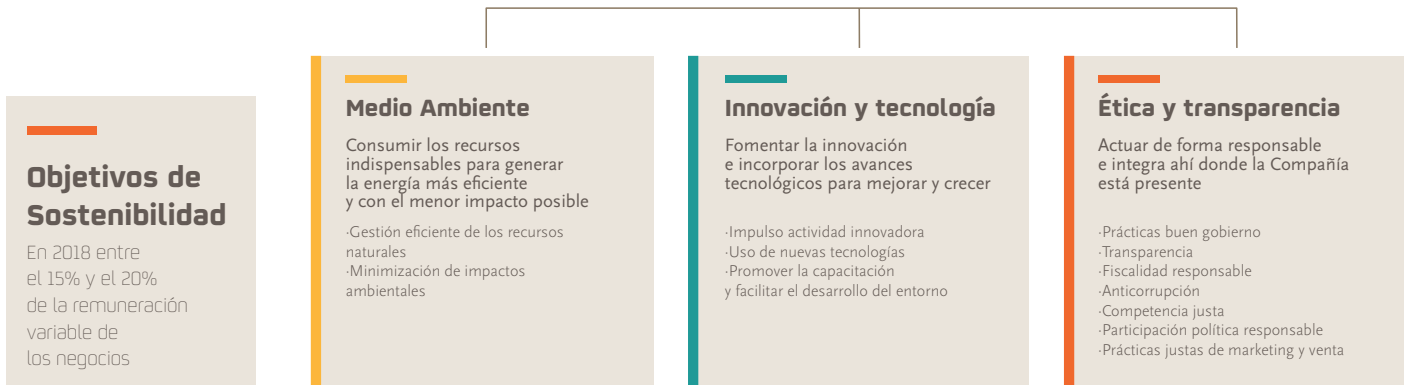 Objetivos de
Sostenibilidad
En 2018 entre
el 15% y el 20%
de la remuneración
variable de
los negocios
Medio Ambiente
Consumir los recursos
indispensables para generar
la energía más eficiente
y con el menor impacto posible
·Gestión eficiente de los recursos
naturales
·Minimización de impactos
ambientales
Innovación y tecnología
Fomentar la innovación
e incorporar los avances
tecnológicos para mejorar y crecer
·Impulso actividad innovadora
·Uso de nuevas tecnologías
·Promover la capacitación
y facilitar el desarrollo del entorno
Ética y transparencia
Actuar de forma responsable
e integra ahí donde la Compañía
está presente
·Prácticas buen gobierno
·Transparencia
·Fiscalidad responsable
·Anticorrupción
·Competencia justa
·Participación política responsable
·Prácticas justas de marketing y venta